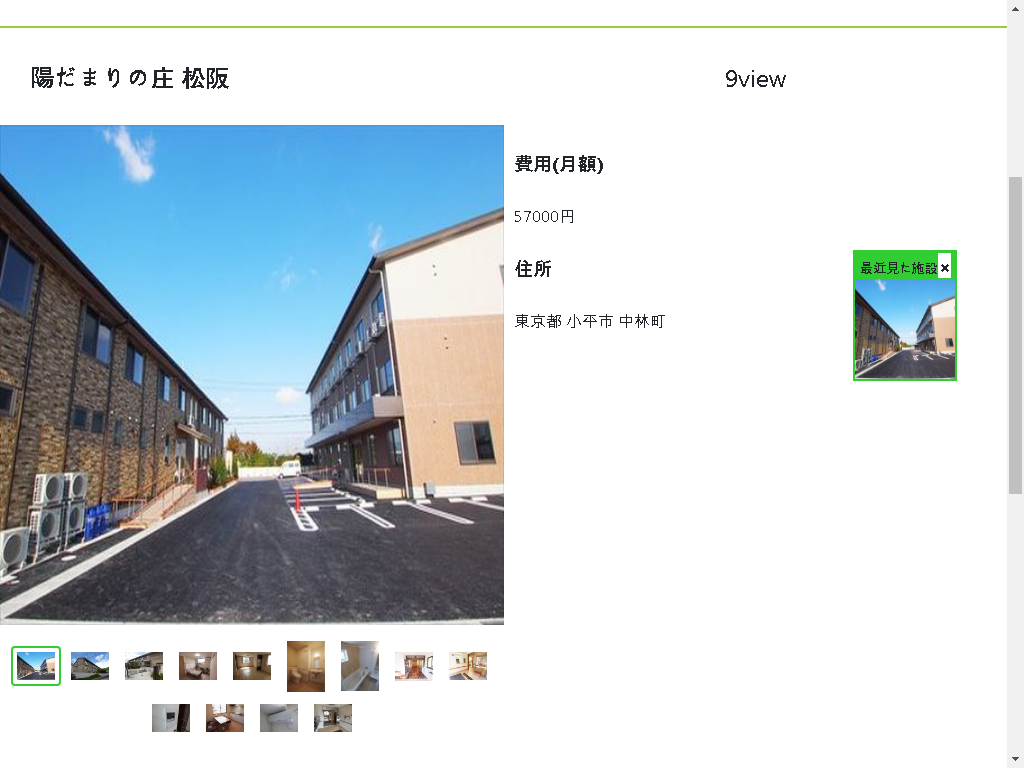 陽だまりの庄 松阪
9view
費用(月額)
57000円
住所
東京都 小平市 中林町
最近見た施設×